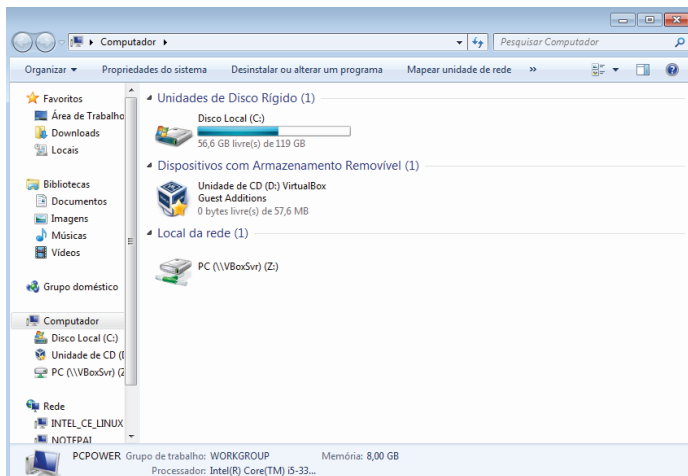 Computador
Pesquisar Computador
Organizar
Propriedades do sistema
Desinstalar ou alterar um programa
Mapear unidade de rede
»
Favoritos
Área de Trabalho
Downloads
Locais
Bibliotecas
Documentos
Imagens
Músicas
Vídeos
Grupo doméstico
Computador
Disco Local (C:)
Unidade de CD (D
PC (\\VBoxSvr) (Z
Rede
INTEL_CE_LINUX
NOTEPAI
Unidades de Disco Rígido (1)
Disco Local (C:)
56,6 GB livre(s) de 119 GB
Dispositivos com Armazenamento Removível (1)
Unidade de CD (D:) VirtualBox
Guest Additions
0 bytes livre(s) de 57,6 MB
Local da rede (1)
PC (\\VBoxSvr) (Z:)
PCPOWER Grupo de trabalho: WORKGROUP Memória: 8,00 GB
Processador: Intel(R) Core(TM) i5-33...